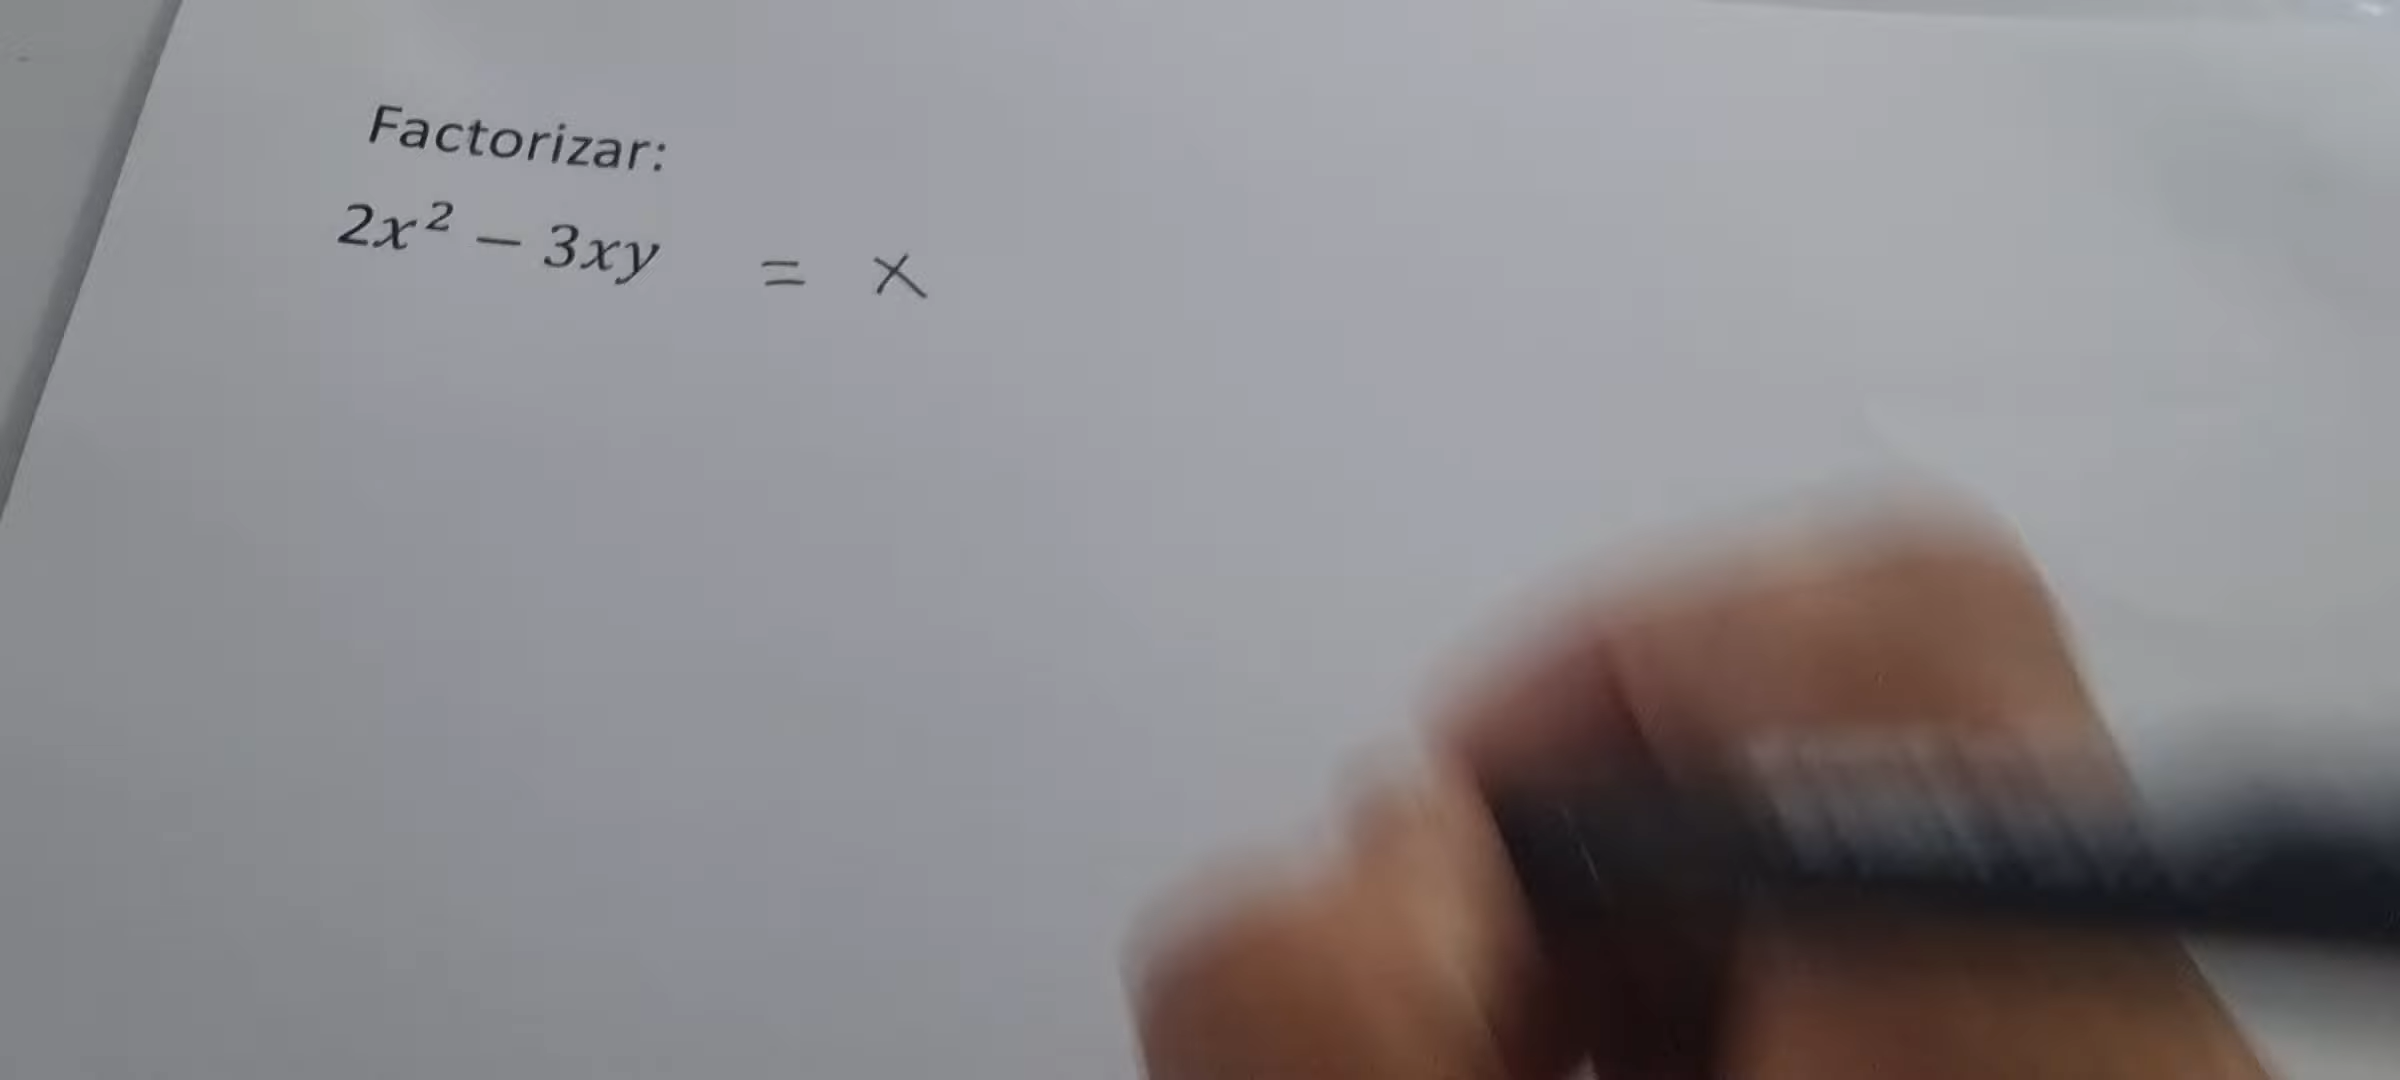 Factorizar:
2x² − 3xy = x